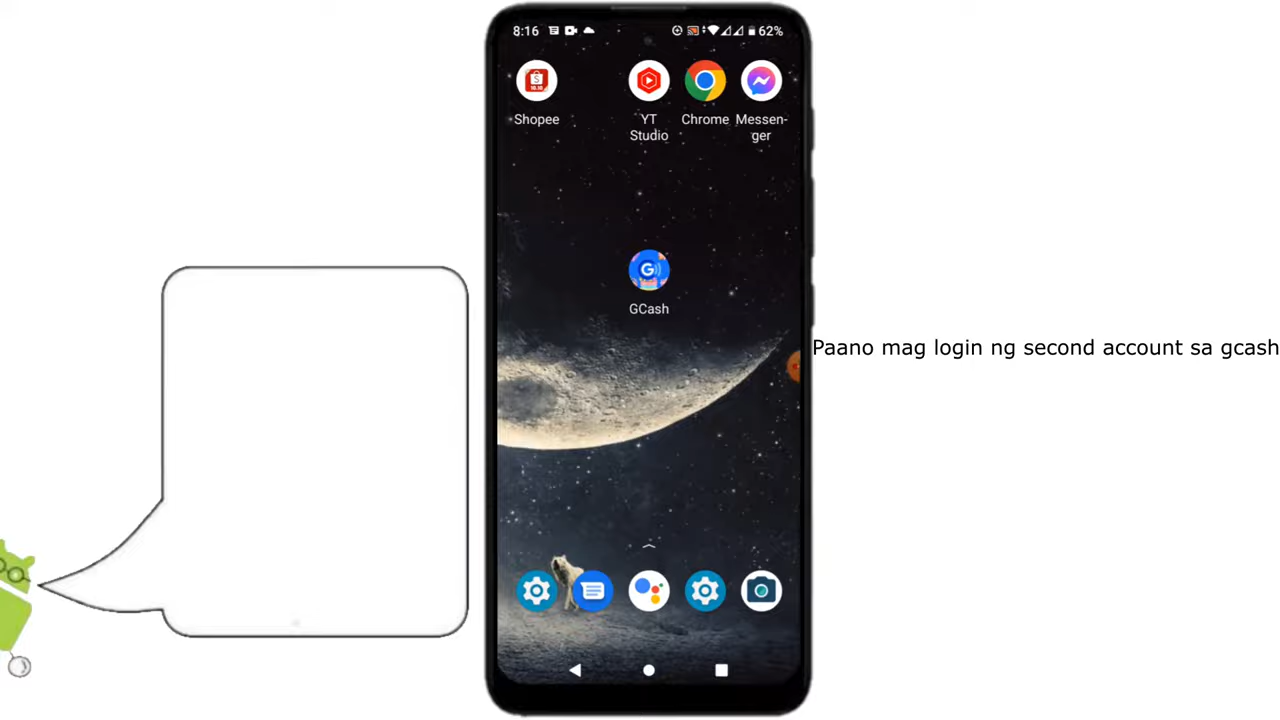 8:16
62%
Shopee
YT
Studio
Chrome
Messen-
ger
GCash
Paano mag login ng second account sa gcash